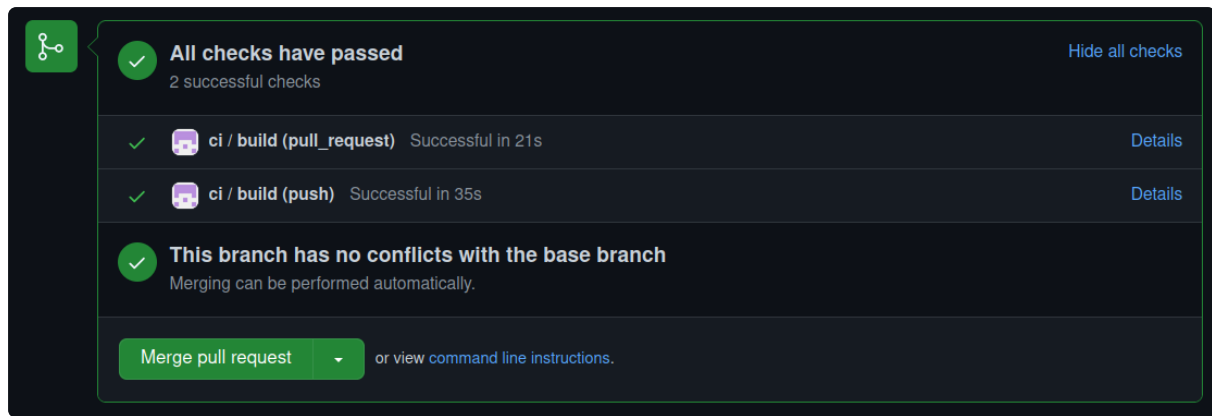 All checks have passed
Hide all checks
2 successful checks
ci / build (pull_request) Successful in 21s Details
ci / build (push) Successful in 35s Details
This branch has no conflicts with the base branch
Merging can be performed automatically.
Merge pull request or view command line instructions.